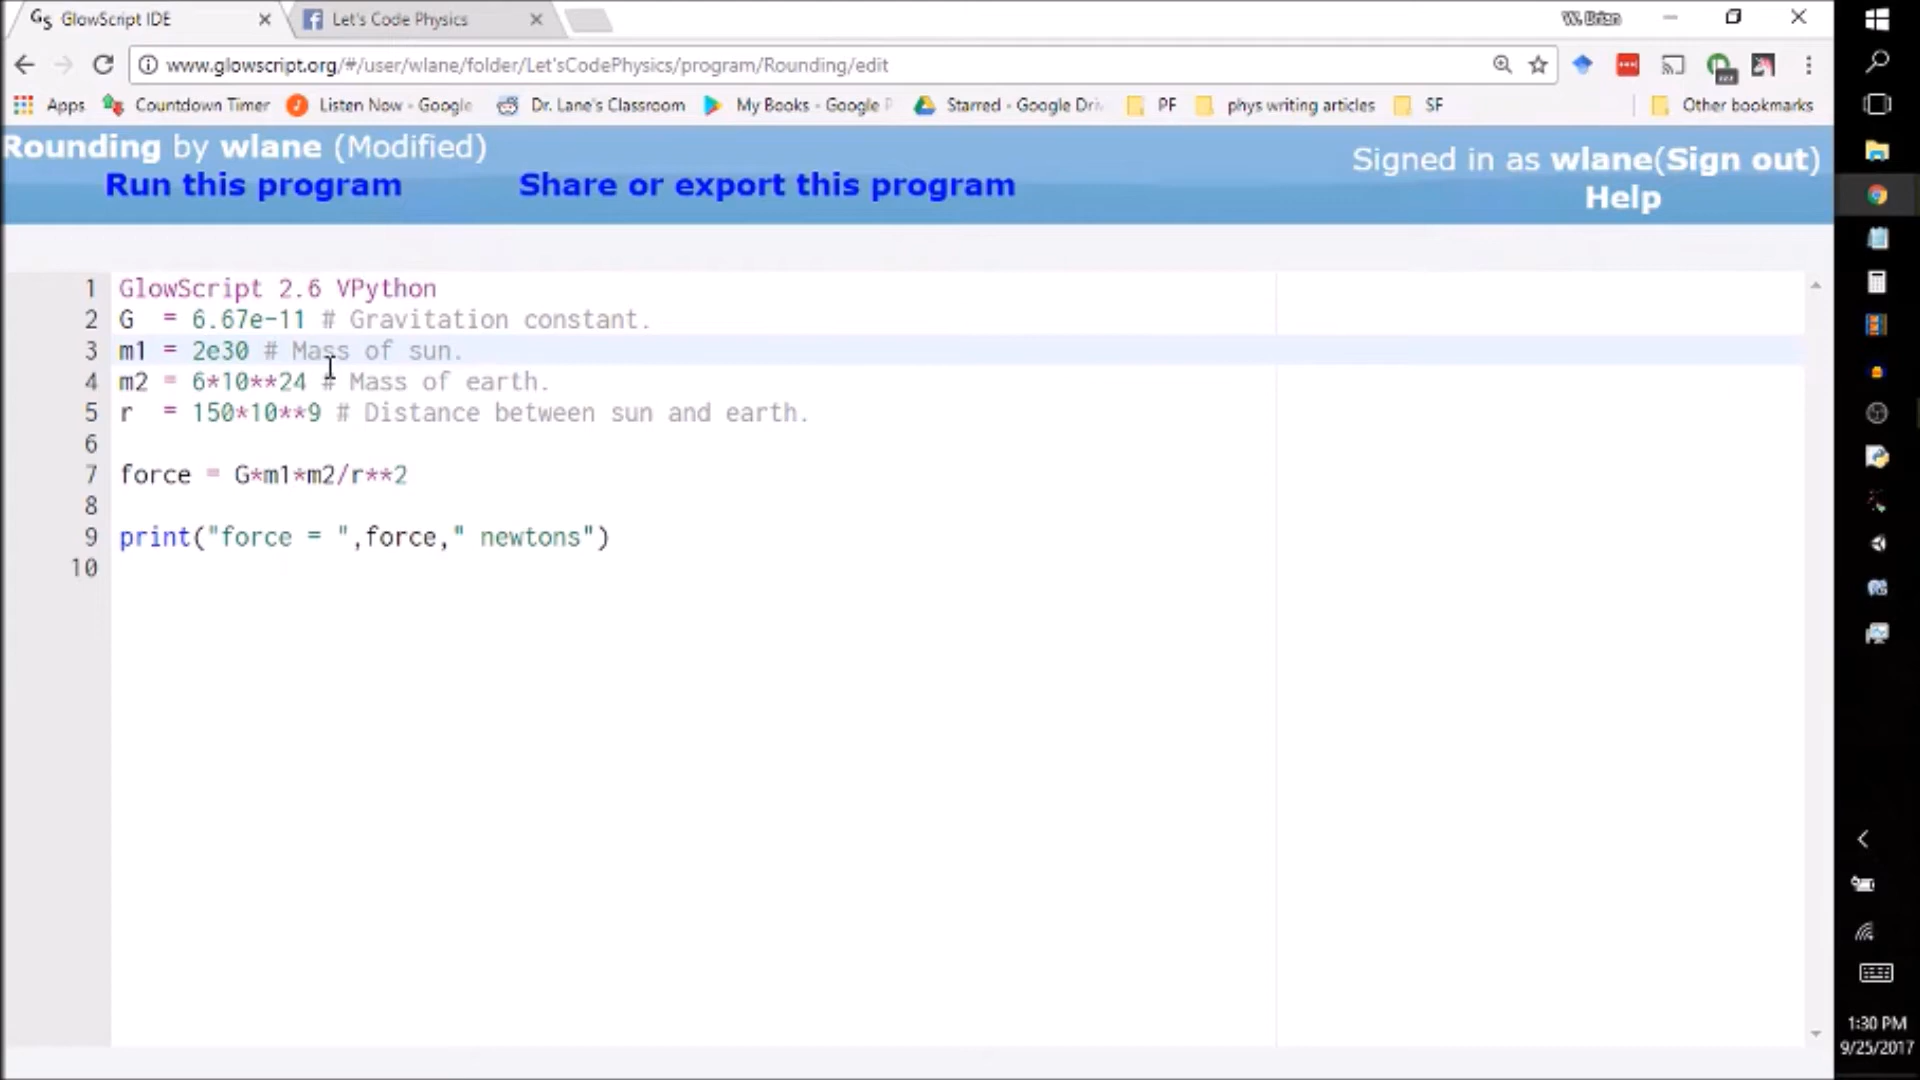 GlowScript IDE
Let's Code Physics
W. Brian
www.glowscript.org/#/user/wlane/folder/Let'sCodePhysics/program/Rounding/edit
Apps Countdown Timer Listen Now - Google Dr. Lane's Classroom My Books - Google P Starred - Google Driv PF phys writing articles SF Other bookmarks
Rounding by wlane (Modified)
Signed in as wlane(Sign out)
Run this program Share or export this program
Help
1 GlowScript 2.6 VPython
2 G = 6.67e-11 # Gravitation constant.
3 m1 = 2e30 # Mass of sun.
4 m2 = 6*10**24 # Mass of earth.
5 r = 150*10**9 # Distance between sun and earth.
6
7 force = G*m1*m2/r**2
8
9 print("force = ",force," newtons")
10
1:30 PM
9/25/2017